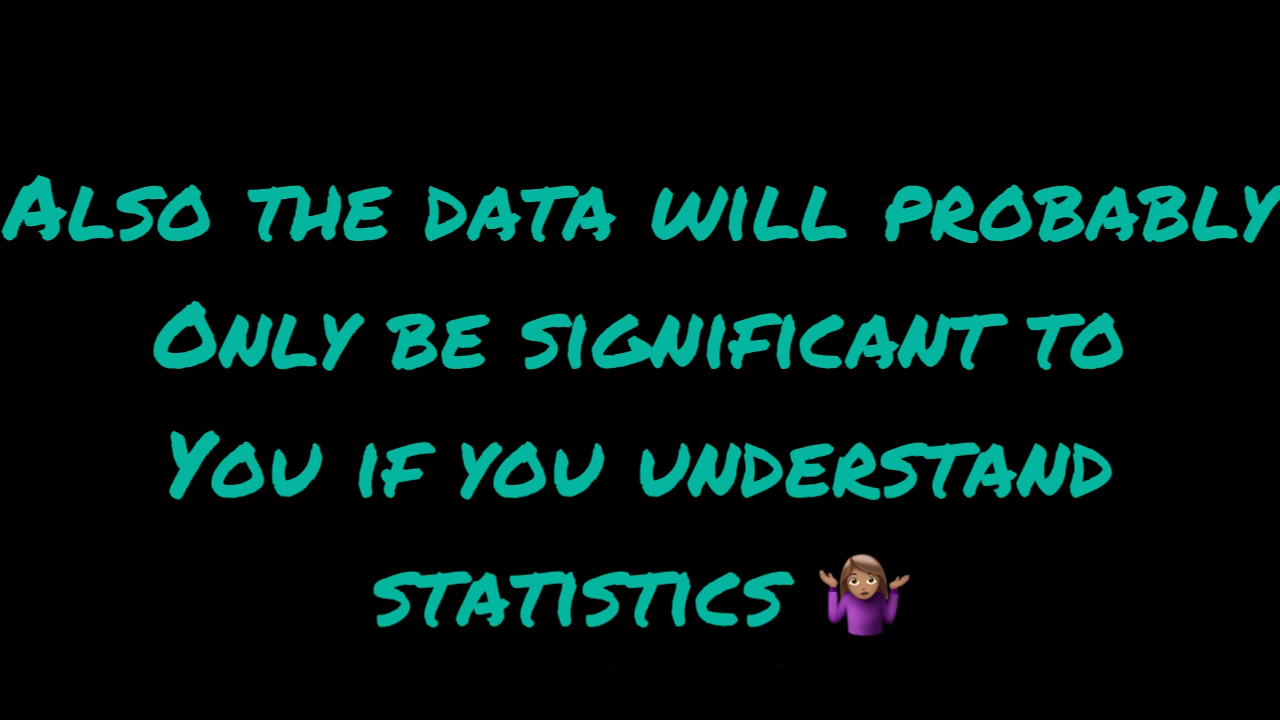 Also the data will probably
Only be significant to
You if you understand
statistics 🤷🏽‍♀️